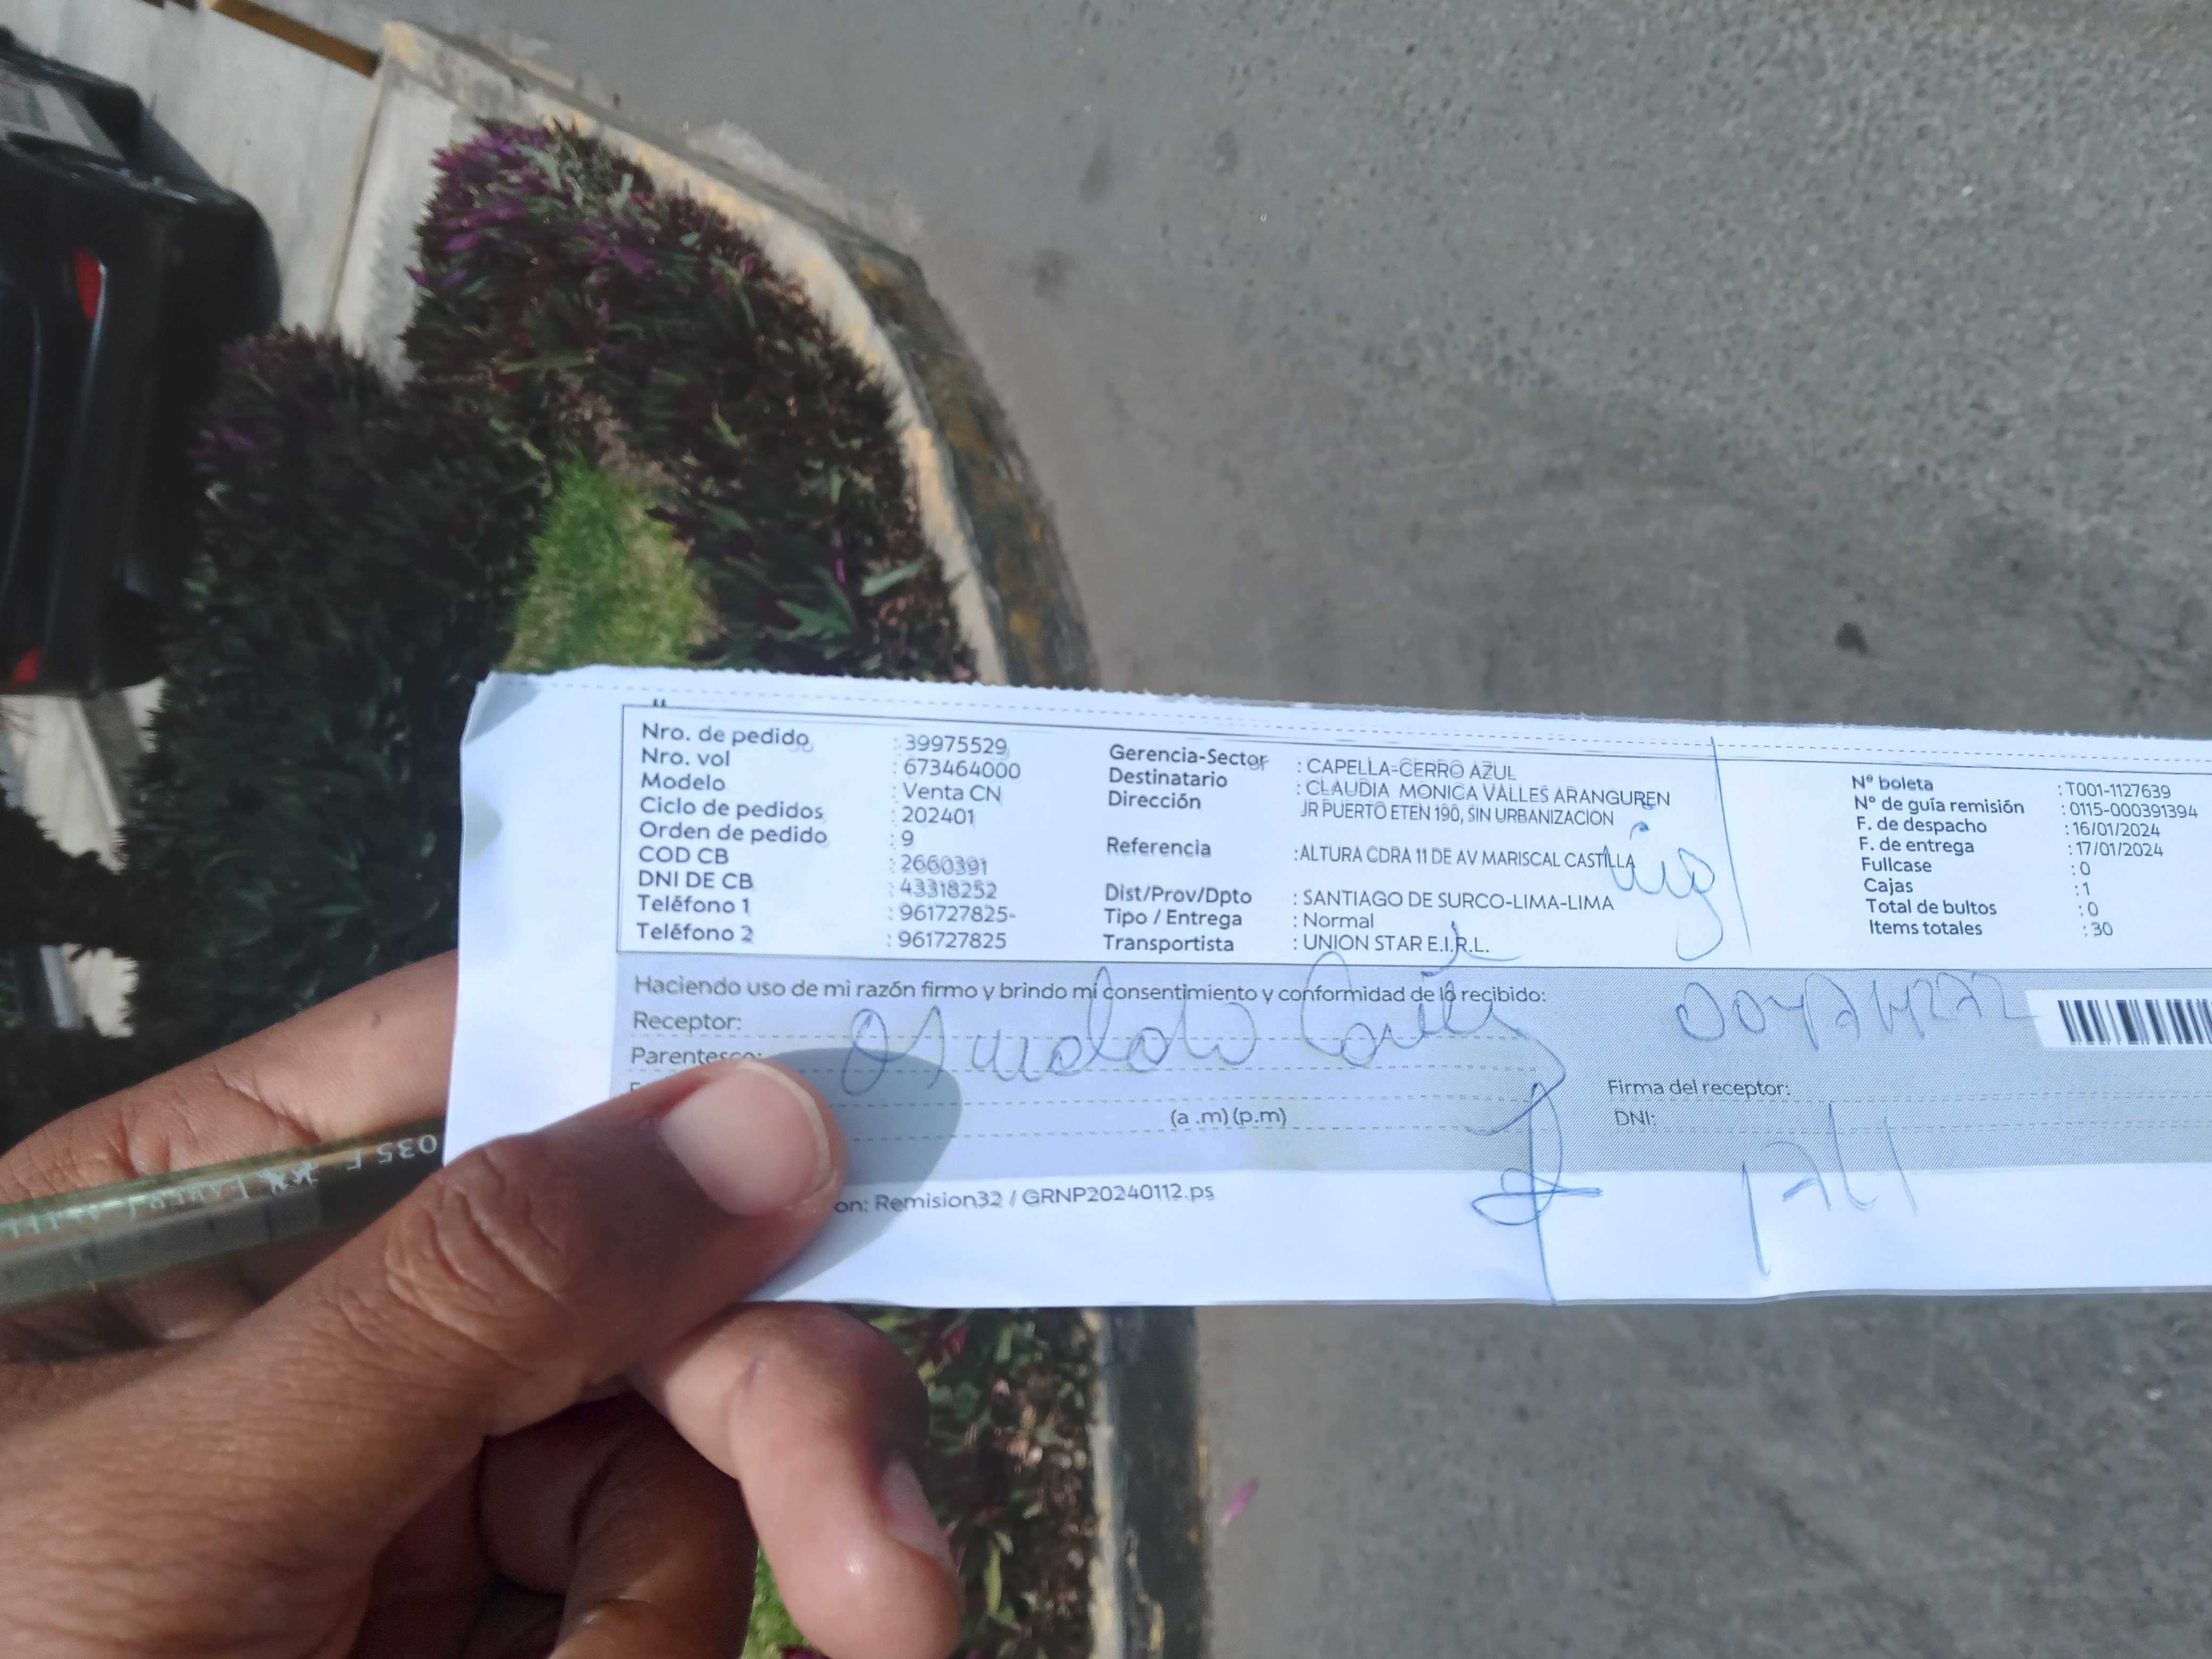 Nro. de pedido : 39975529
Nro. vol : 673464000
Modelo : Venta CN
Ciclo de pedidos : 202401
Orden de pedido : 9
COD CB : 2660391
DNI DE CB : 43318252
Teléfono 1 : 961727825-
Teléfono 2 : 961727825
Gerencia-Sector : CAPELLA-CERRO AZUL
Destinatario : CLAUDIA MONICA VALLES ARANGUREN
Dirección JR PUERTO ETEN 190, SIN URBANIZACION
Referencia : ALTURA CDRA 11 DE AV MARISCAL CASTILLA
Dist/Prov/Dpto : SANTIAGO DE SURCO-LIMA-LIMA
Tipo / Entrega : Normal
Transportista : UNION STAR E.I.R.L.
N° boleta : T001-1127639
N° de guía remisión : 0115-000391394
F. de despacho : 16/01/2024
F. de entrega : 17/01/2024
Fullcase : 0
Cajas : 1
Total de bultos : 0
Items totales : 30
Haciendo uso de mi razón firmo y brindo mi consentimiento y conformidad de lo recibido:
Receptor: Oswaldo
Parentesco:
(a .m) (p.m)
Firma del receptor:
DNI:
on: Remision32 / GRNP20240112.ps
035 F